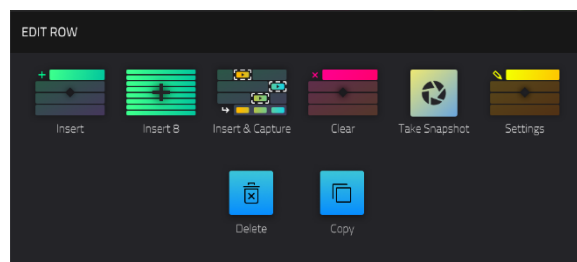 EDIT ROW
Insert
Insert 8
Insert & Capture
Clear
Take Snapshot
Settings
Delete
Copy